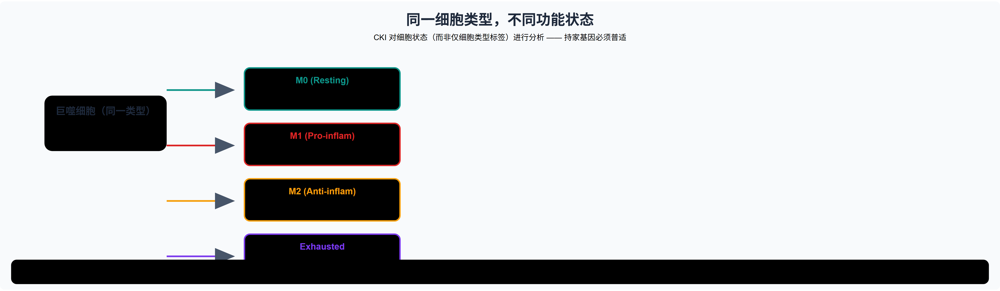 同一细胞类型，不同功能状态
CKI 对细胞状态（而非仅细胞类型标签）进行分析 —— 持家基因必须普适
M0 (Resting)
巨噬细胞（同一类型）
M1 (Pro-inflam)
M2 (Anti-inflam)
Exhausted